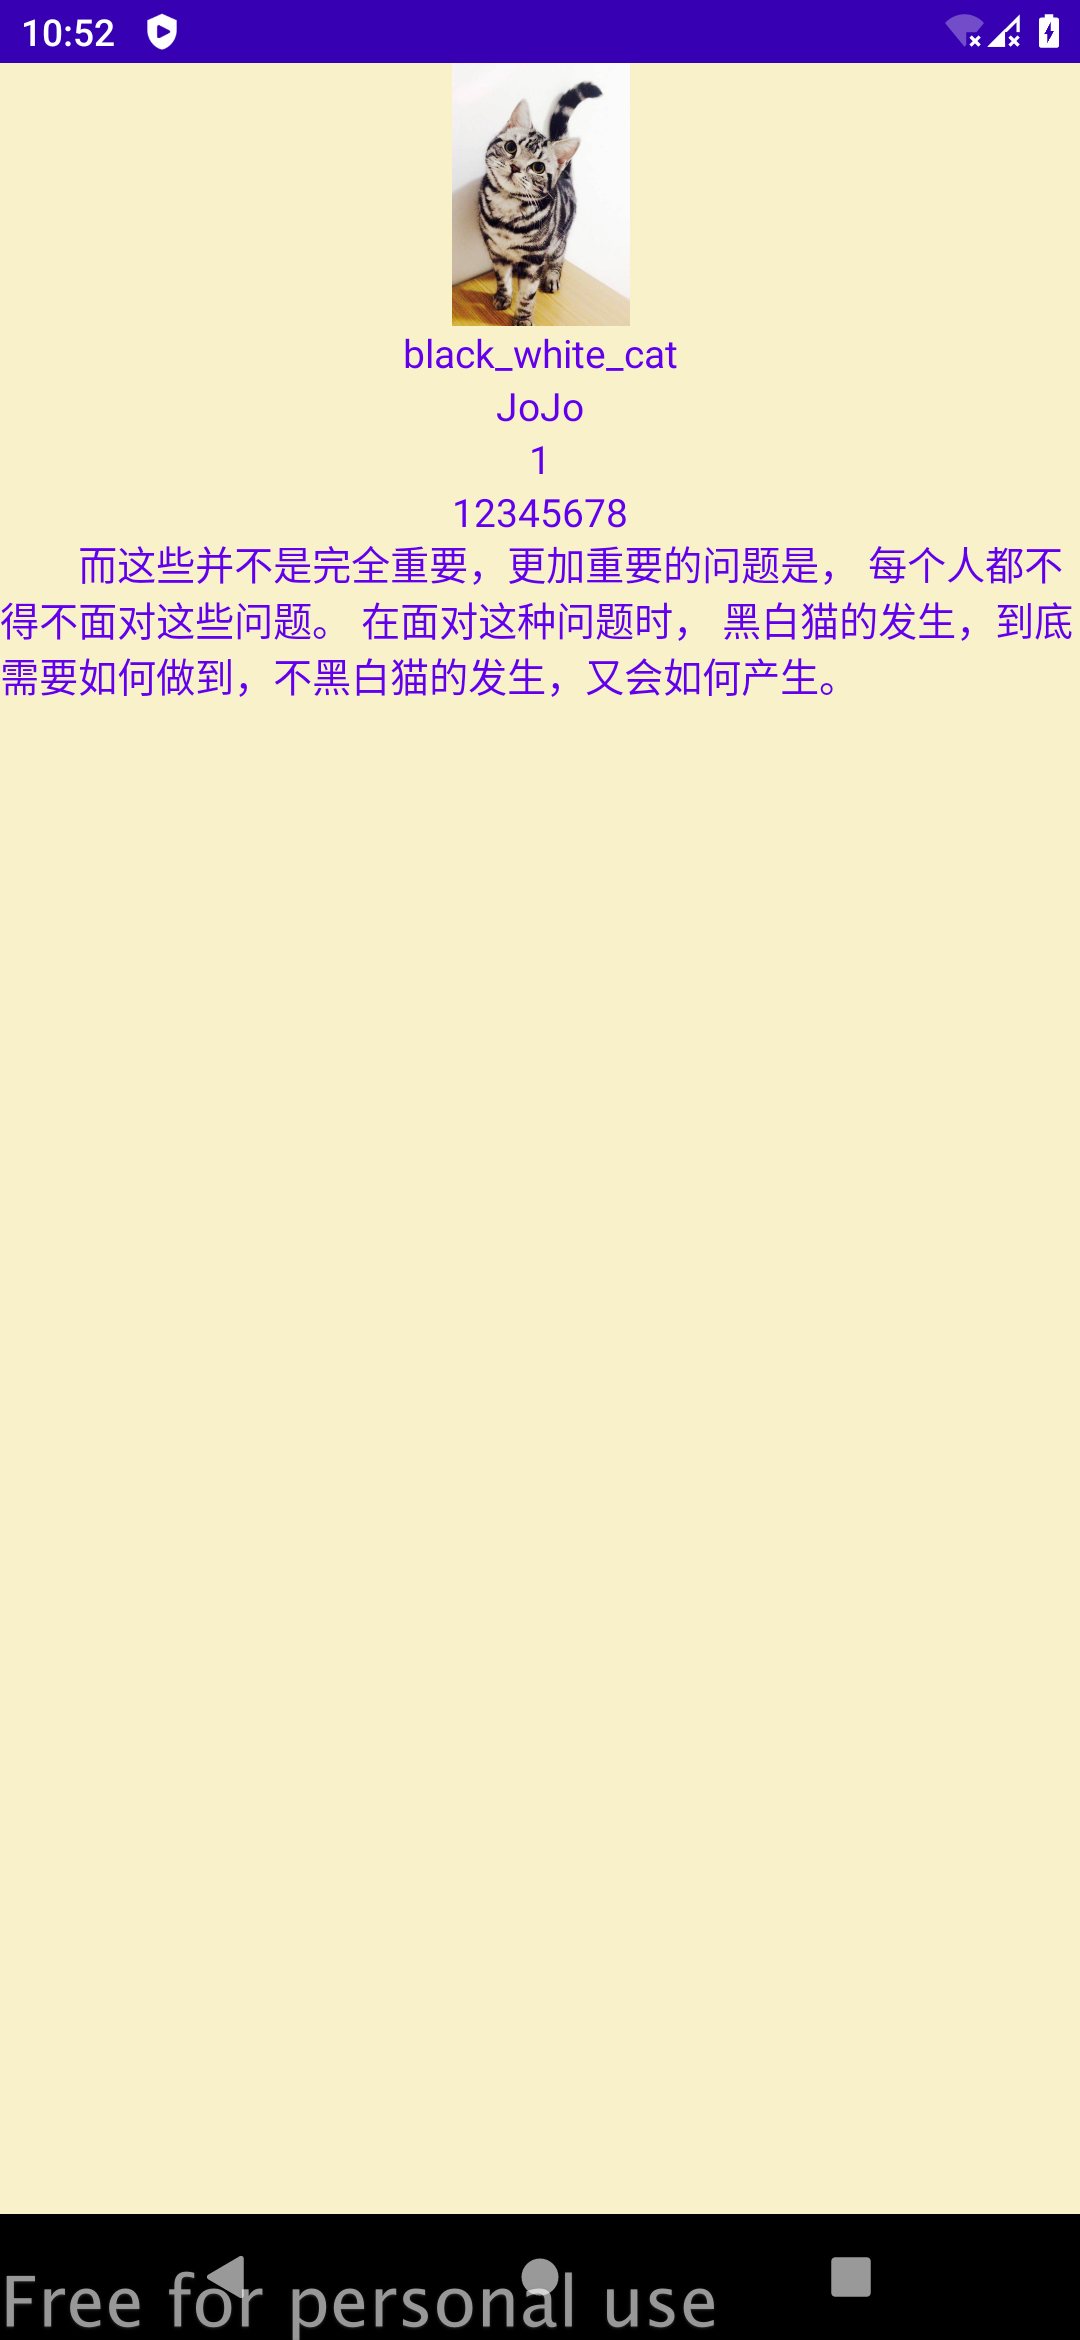 10:52
black_white_cat
JoJo
1
12345678
而这些并不是完全重要，更加重要的问题是， 每个人都不
得不面对这些问题。 在面对这种问题时， 黑白猫的发生，到底
需要如何做到，不黑白猫的发生，又会如何产生。
Free for personal use